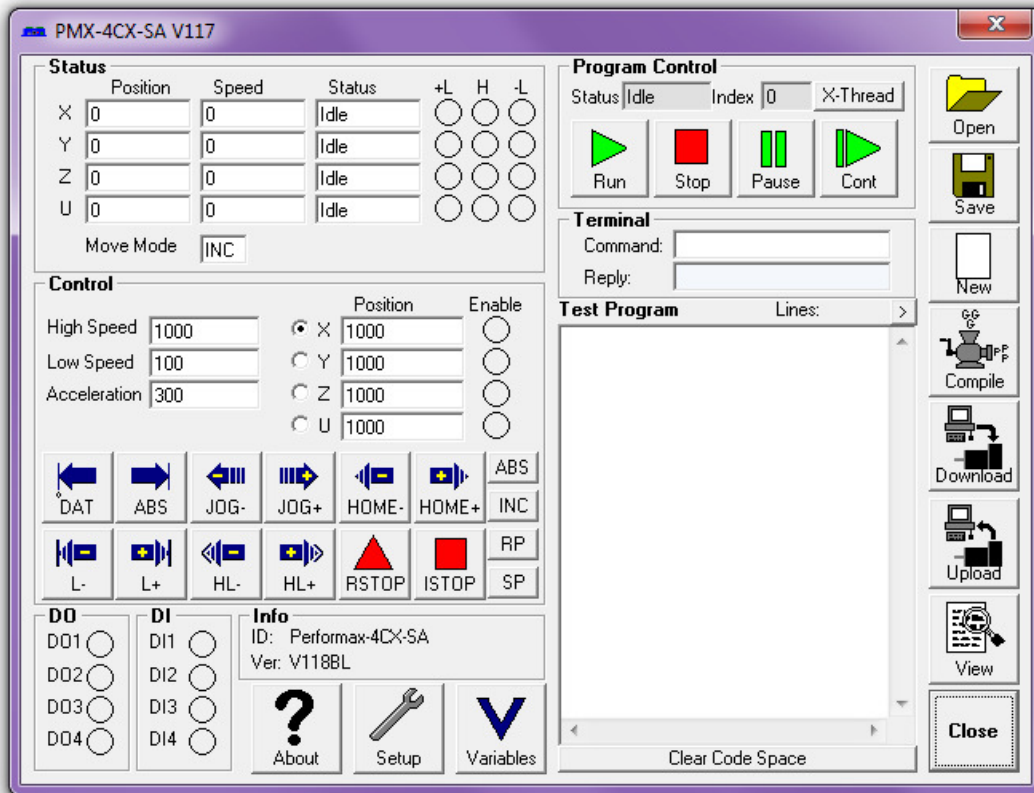 PMX-4CX-SA V117
Status
Position Speed Status +L H -L
X 0 0 Idle
Y 0 0 Idle
Z 0 0 Idle
U 0 0 Idle
Move Mode INC
Control
Position Enable
High Speed 1000 X 1000
Low Speed 100 Y 1000
Acceleration 300 Z 1000
U 1000
DAT ABS JOG- JOG+ HOME- HOME+ ABS
INC
L- L+ HL- HL+ RSTOP ISTOP RP
SP
DO
DO1
DO2
DO3
DO4
DI
DI1
DI2
DI3
DI4
Info
ID: Performax-4CX-SA
Ver: V118BL
About Setup Variables
Program Control
Status Idle Index 0 X-Thread
Run Stop Pause Cont
Terminal
Command:
Reply:
Test Program Lines: >
Clear Code Space
Open
Save
New
GG
G
P P
P
Compile
Download
Upload
View
Close